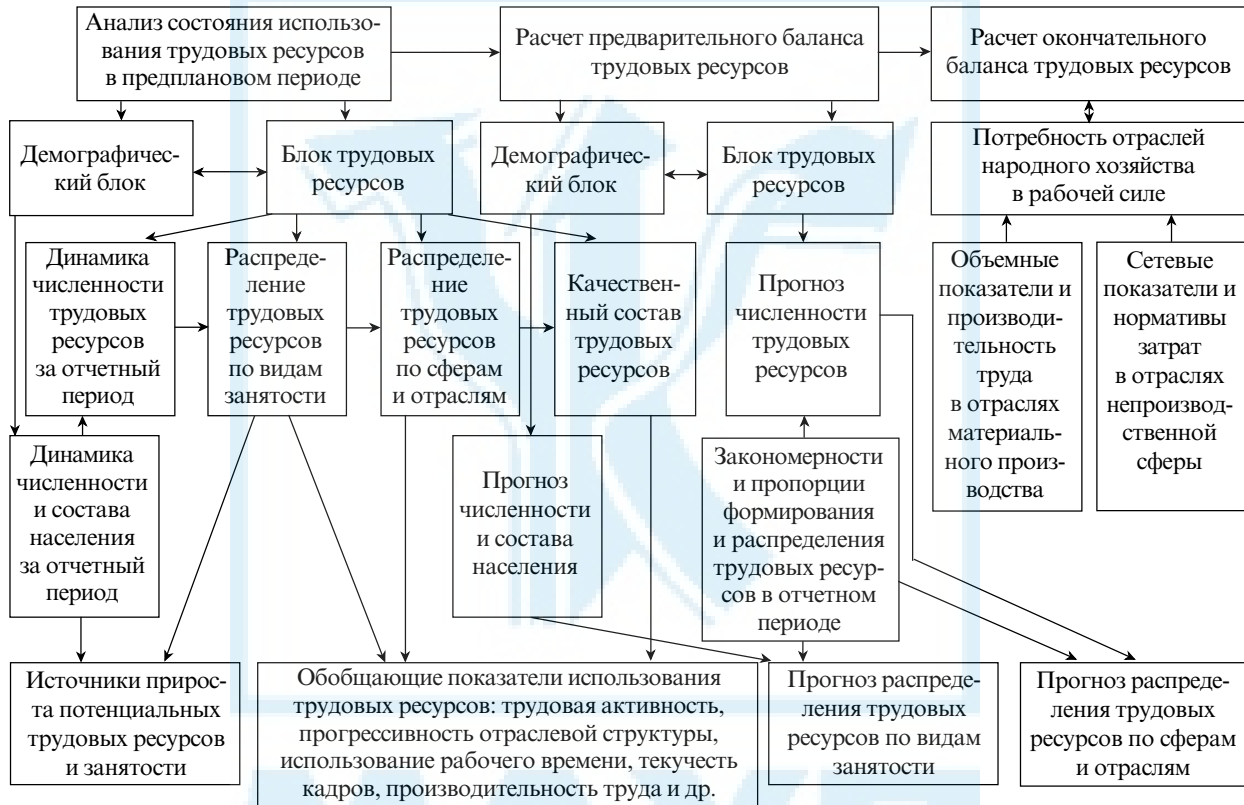 Анализ состояния использо-
вания трудовых ресурсов
в предплановом периоде
Расчет предварительного баланса
трудовых ресурсов
Расчет окончательного
баланса трудовых ресурсов
Демографичес-
кий блок
Блок трудовых
ресурсов
Демографичес-
кий блок
Блок трудовых
ресурсов
Потребность отраслей
народного хозяйства
в рабочей силе
Динамика
численности
трудовых
ресурсов
за отчетный
период
Распреде-
ление
трудовых
ресурсов
по видам
занятости
Распределе-
ние
трудовых
ресурсов
по сферам
и отраслям
Качествен-
ный состав
трудовых
ресурсов
Прогноз
численности
трудовых
ресурсов
Объемные
показатели и
производи-
тельность
труда
в отраслях
материаль-
ного произ-
водства
Сетевые
показатели и
нормативы
затрат
в отраслях
непроизвод-
ственной
сферы
Динамика
численности
и состава
населения
за отчетный
период
Прогноз
численности
и состава
населения
Закономерности
и пропорции
формирования
и распределения
трудовых ресур-
сов в отчетном
периоде
Источники прирос-
та потенциальных
трудовых ресурсов
и занятости
Обобщающие показатели использования
трудовых ресурсов: трудовая активность,
прогрессивность отраслевой структуры,
использование рабочего времени, текучесть
кадров, производительность труда и др.
Прогноз распреде-
ления трудовых
ресурсов по видам
занятости
Прогноз распреде-
ления трудовых
ресурсов по сферам
и отраслям